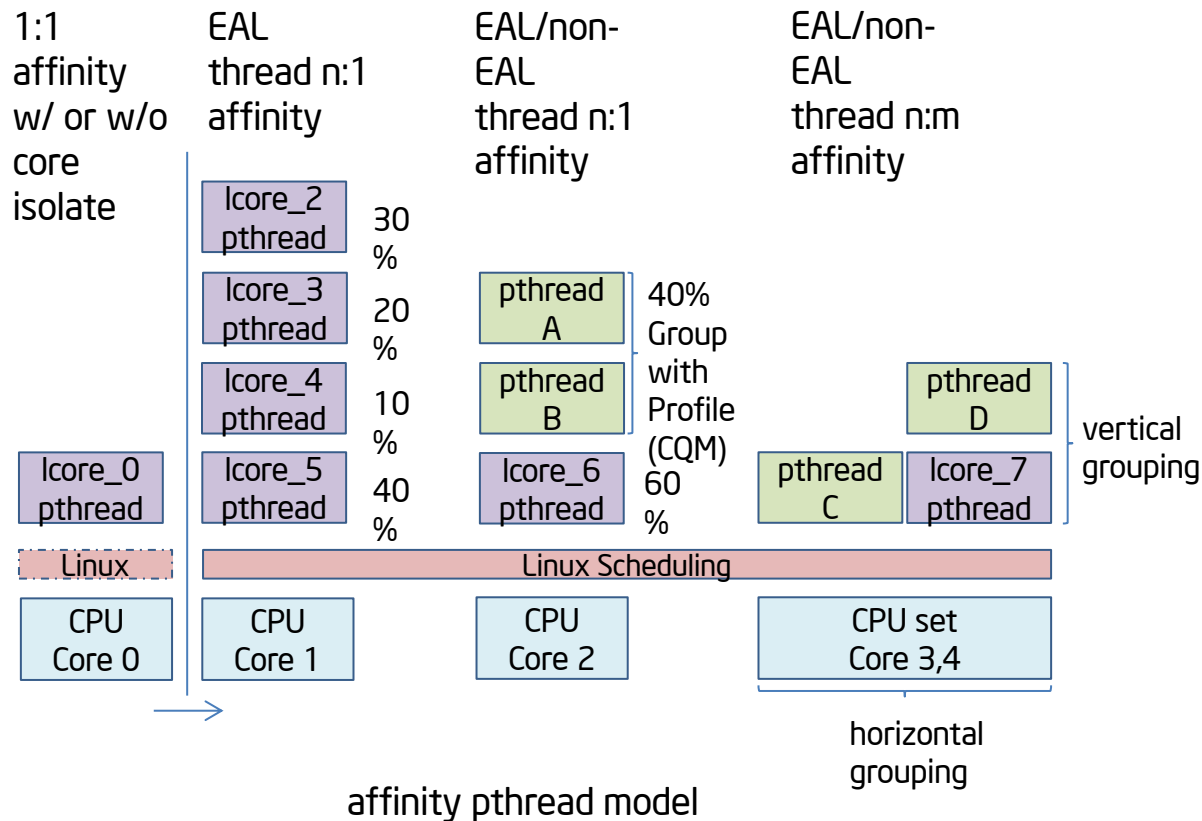 1:1
affinity
w/ or w/o
core
isolate
EAL
thread n:1
affinity
EAL/non-
EAL
thread n:1
affinity
EAL/non-
EAL
thread n:m
affinity
lcore_2
pthread
30
%
lcore_3
pthread
20
%
lcore_4
pthread
10
%
lcore_5
pthread
40
%
pthread
A
pthread
B
40%
Group
with
Profile
(CQM)
lcore_6
pthread
60
%
pthread
D
pthread
C
lcore_7
pthread
vertical
grouping
lcore_0
pthread
Linux
Linux Scheduling
CPU
Core 0
CPU
Core 1
CPU
Core 2
CPU set
Core 3,4
horizontal
grouping
affinity pthread model